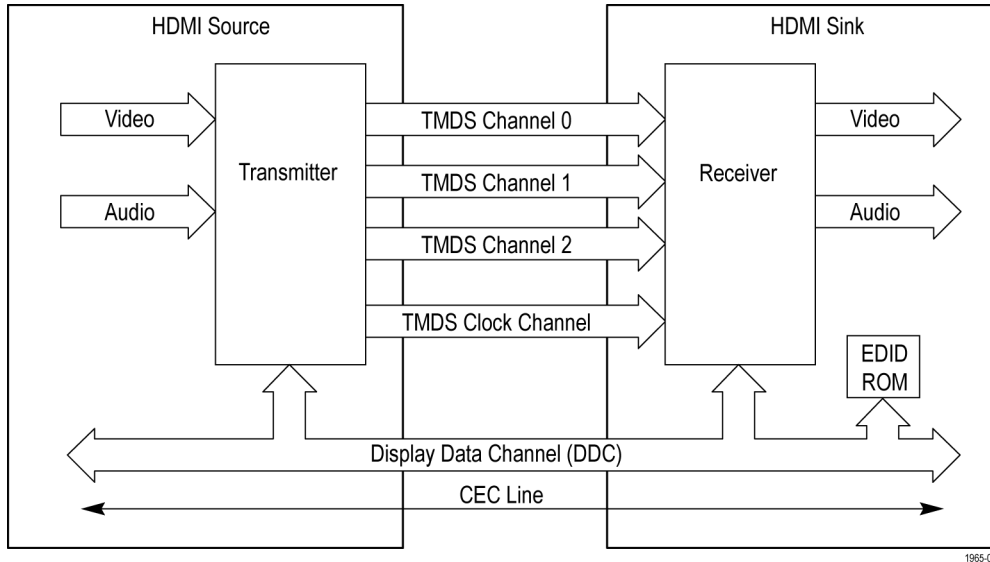 HDMI Source
HDMI Sink
Video
Audio
Transmitter
TMDS Channel 0
TMDS Channel 1
TMDS Channel 2
TMDS Clock Channel
Receiver
Video
Audio
EDID
ROM
Display Data Channel (DDC)
CEC Line